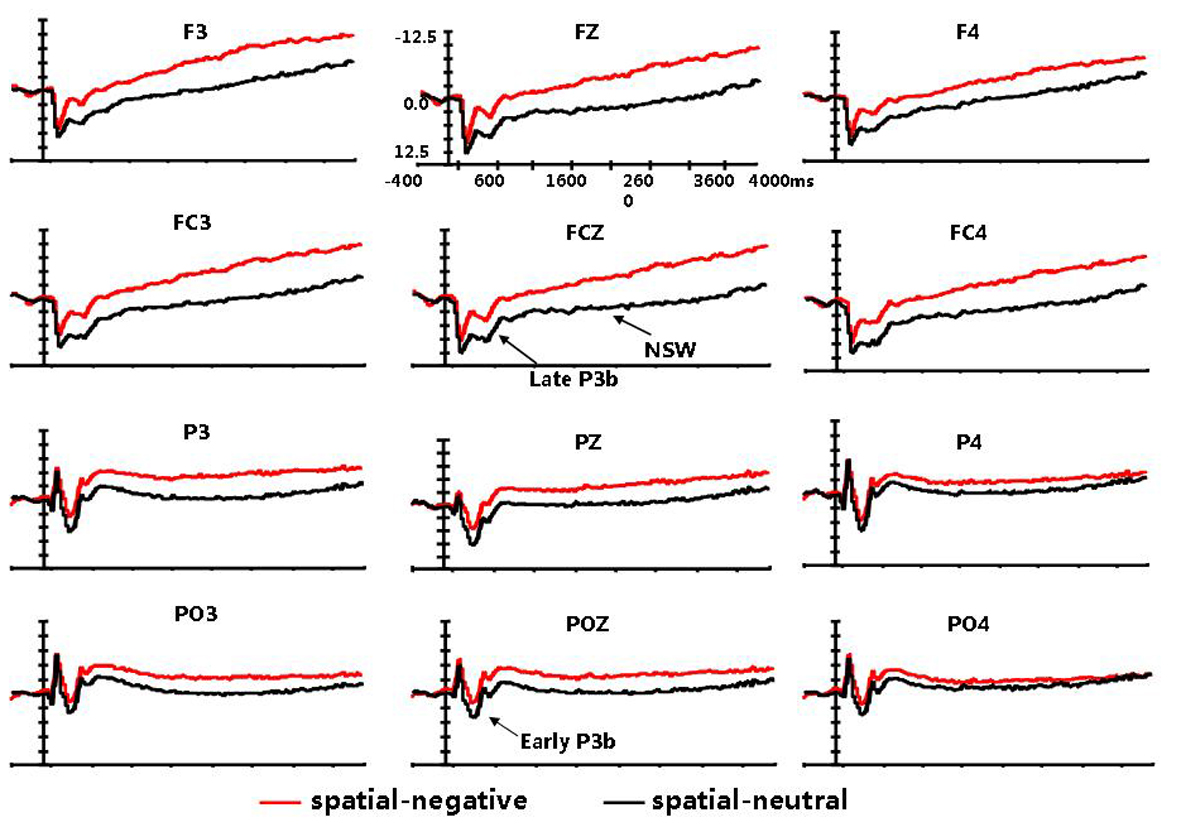 F3
FZ
F4
-12.5
0.0
12.5
-400 600 1600 260 3600 4000ms
0
FC3
FCZ
FC4
NSW
Late P3b
P3
PZ
P4
PO3
POZ
PO4
Early P3b
spatial-negative spatial-neutral